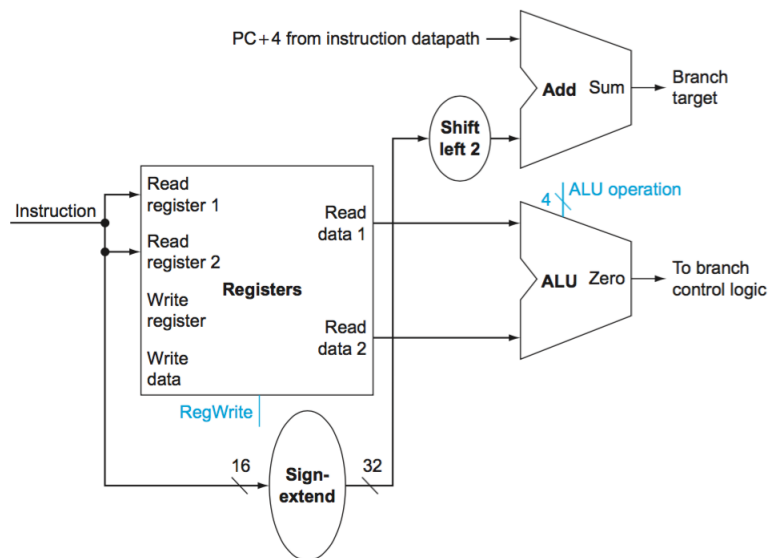 PC+4 from instruction datapath
Add Sum
Branch
target
Shift
left 2
4
ALU operation
Instruction
Read
register 1
Read
data 1
Read
register 2
Registers
ALU Zero
To branch
control logic
Write
register
Read
data 2
Write
data
RegWrite
16
Sign-
extend
32